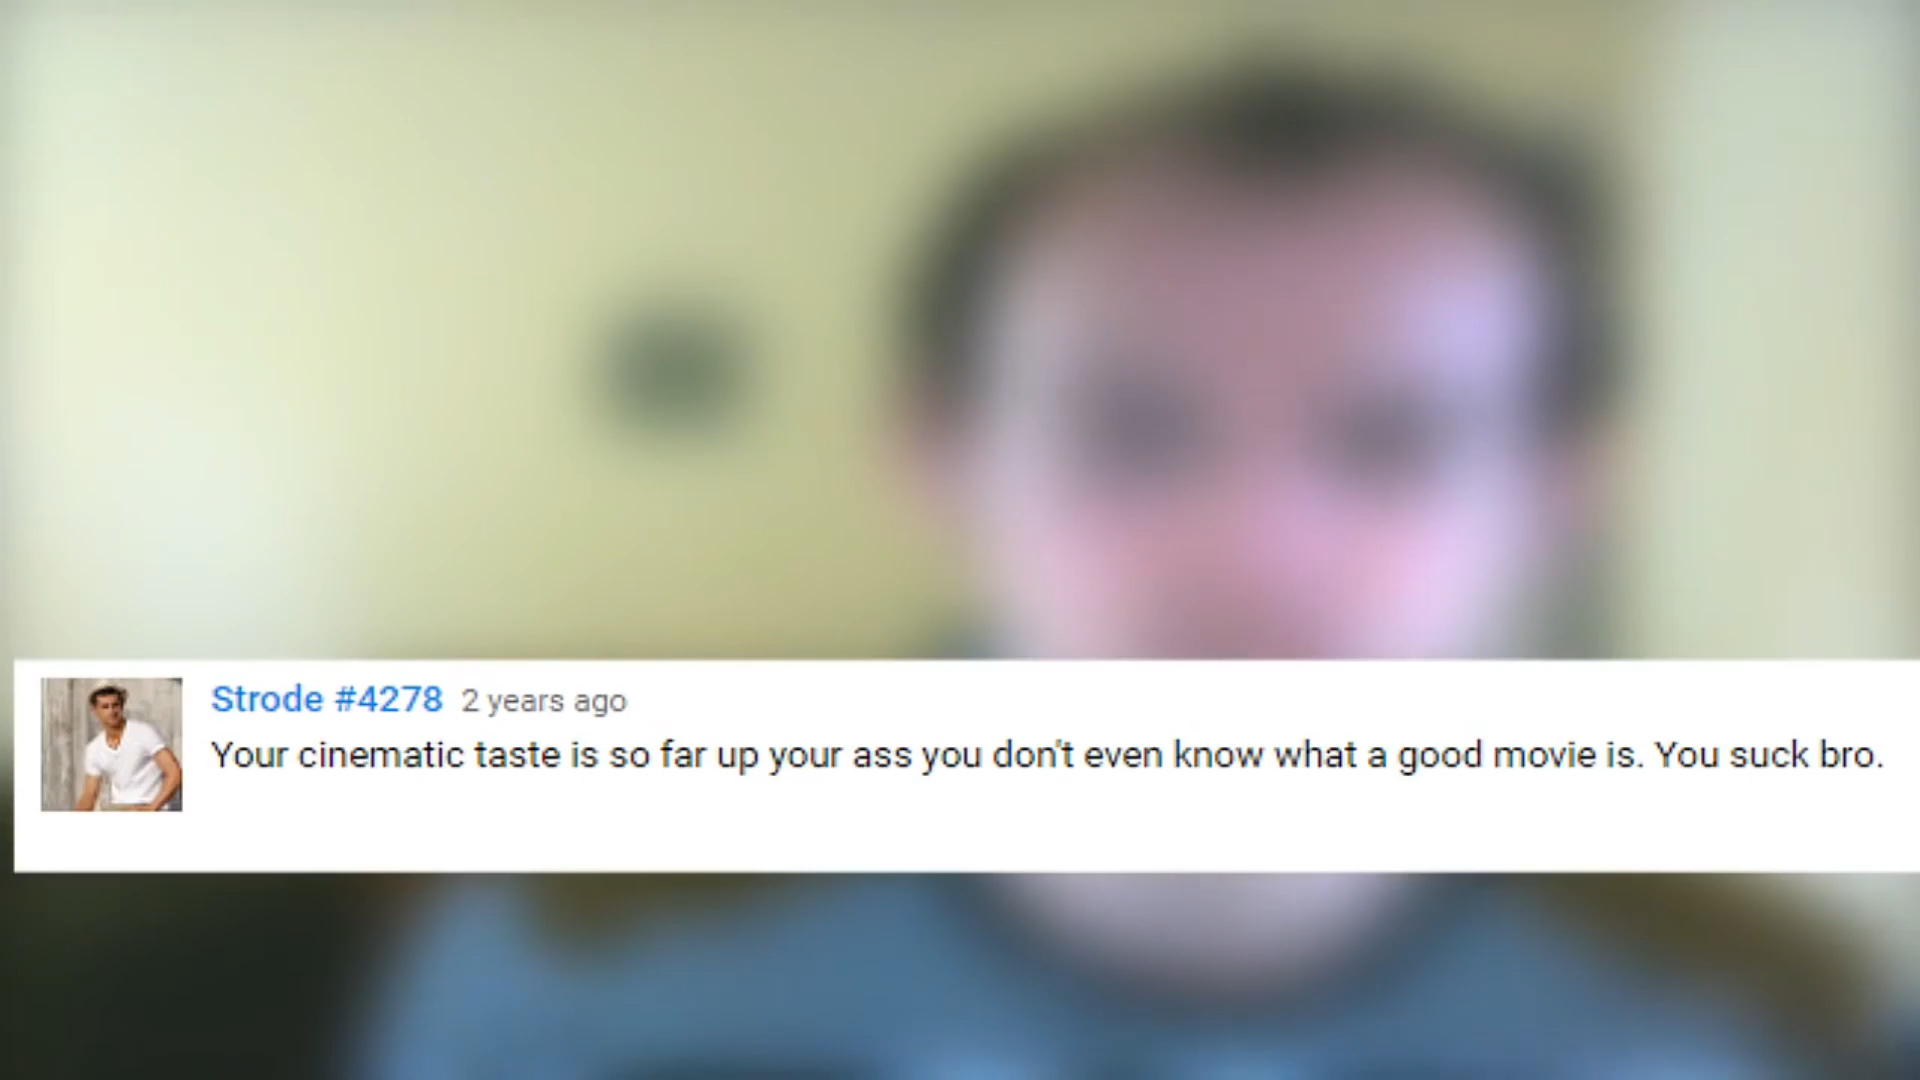 Strode #4278 2 years ago
Your cinematic taste is so far up your ass you don't even know what a good movie is. You suck bro.